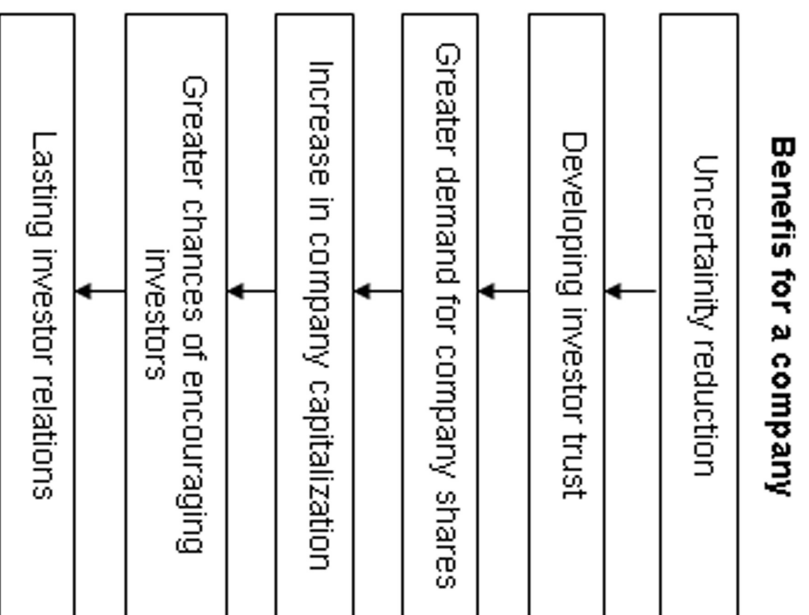 Benefis for a company
Uncertainity reduction
Developing investor trust
Greater demand for company shares
Increase in company capitalization
Greater chances of encouraging
investors
Lasting investor relations